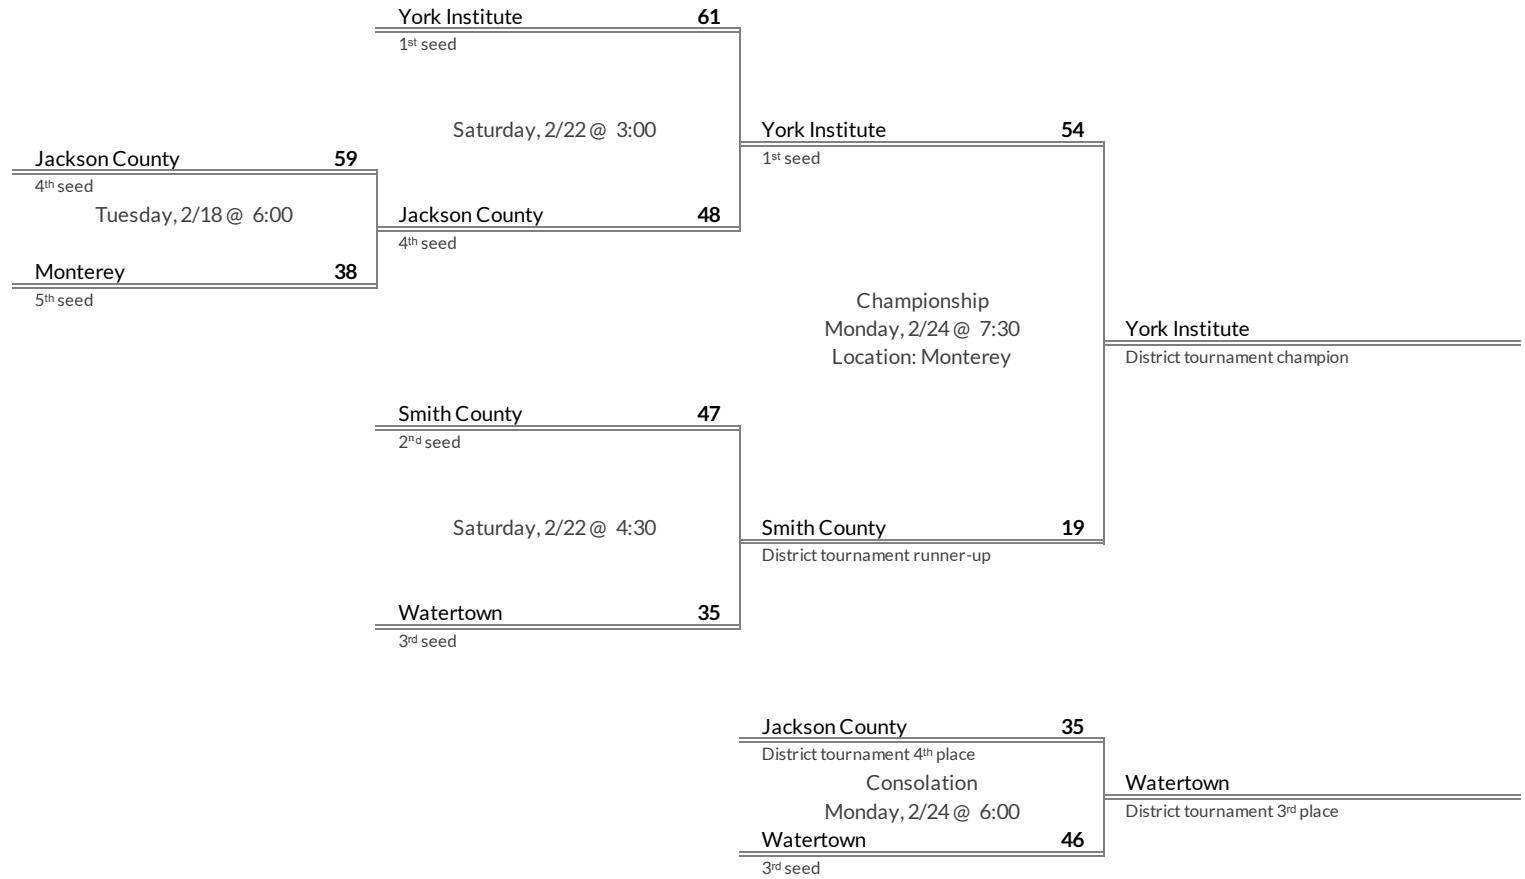 York Institute 61
1st seed
Saturday, 2/22 @ 3:00
York Institute 54
1st seed
Jackson County 59
4th seed
Tuesday, 2/18 @ 6:00
Jackson County 48
4th seed
Monterey 38
5th seed
Championship
Monday, 2/24 @ 7:30
Location: Monterey
York Institute
District tournament champion
Smith County 47
2nd seed
Saturday, 2/22 @ 4:30
Smith County 19
District tournament runner-up
Watertown 35
3rd seed
Jackson County 35
District tournament 4th place
Consolation
Monday, 2/24 @ 6:00
Watertown
District tournament 3rd place
Watertown 46
3rd seed